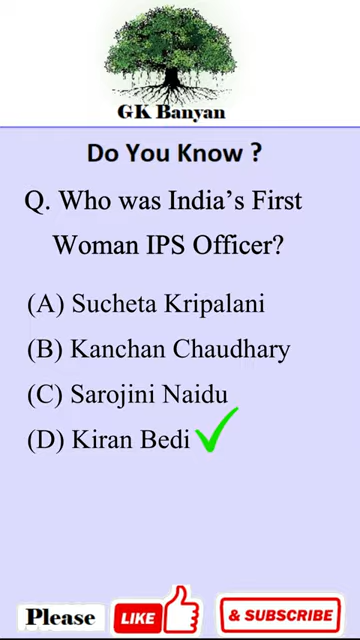 GK Banyan
Do You Know ?
Q. Who was India’s First
Woman IPS Officer?
(A) Sucheta Kripalani
(B) Kanchan Chaudhary
(C) Sarojini Naidu
(D) Kiran Bedi
Please LIKE & SUBSCRIBE